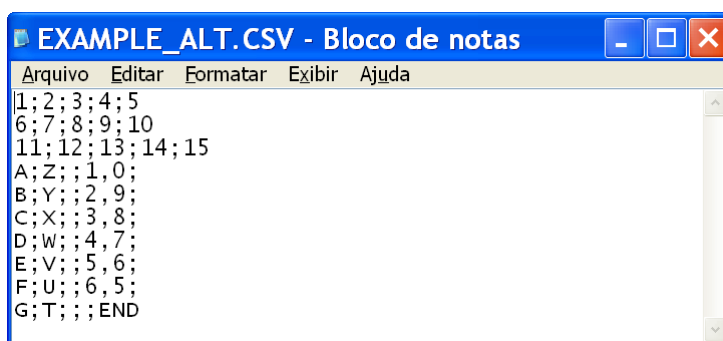 EXAMPLE_ALT.CSV - Bloco de notas
Arquivo Editar Formatar Exibir Ajuda
1;2;3;4;5
6;7;8;9;10
11;12;13;14;15
A;Z;;1,0;
B;Y;;2,9;
C;X;;3,8;
D;W;;4,7;
E;V;;5,6;
F;U;;6,5;
G;T;;;END